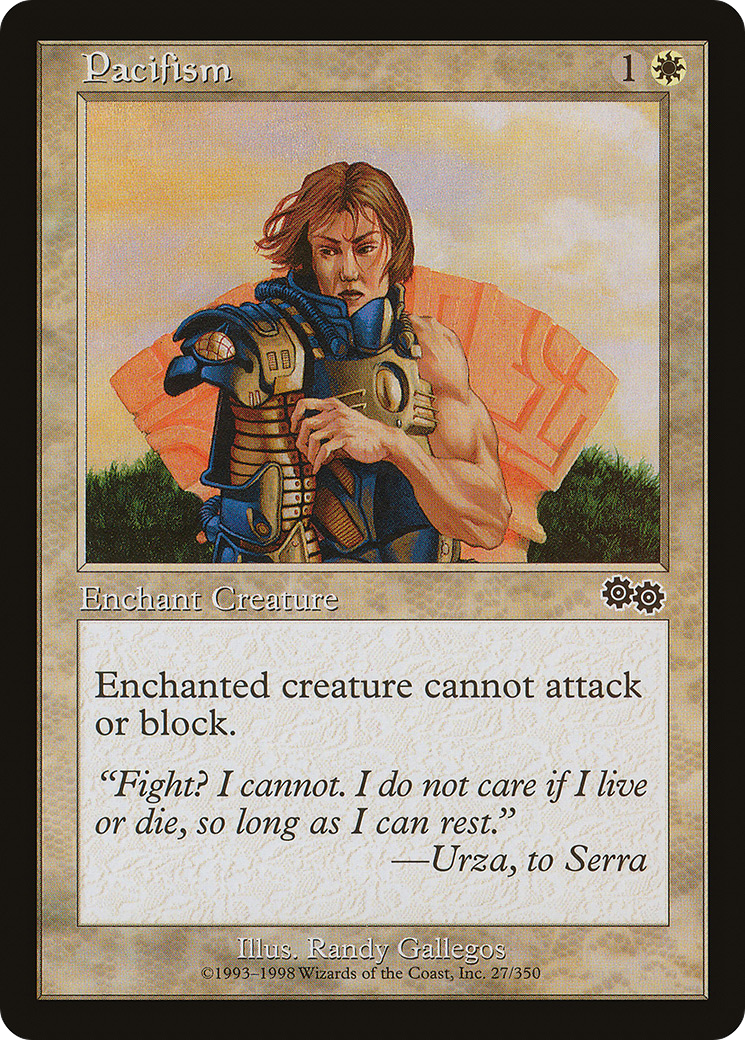 Pacifism 1
Enchant Creature
Enchanted creature cannot attack
or block.
“Fight? I cannot. I do not care if I live
or die, so long as I can rest.”
—Urza, to Serra
Illus. Randy Gallegos
©1993–1998 Wizards of the Coast, Inc. 27/350